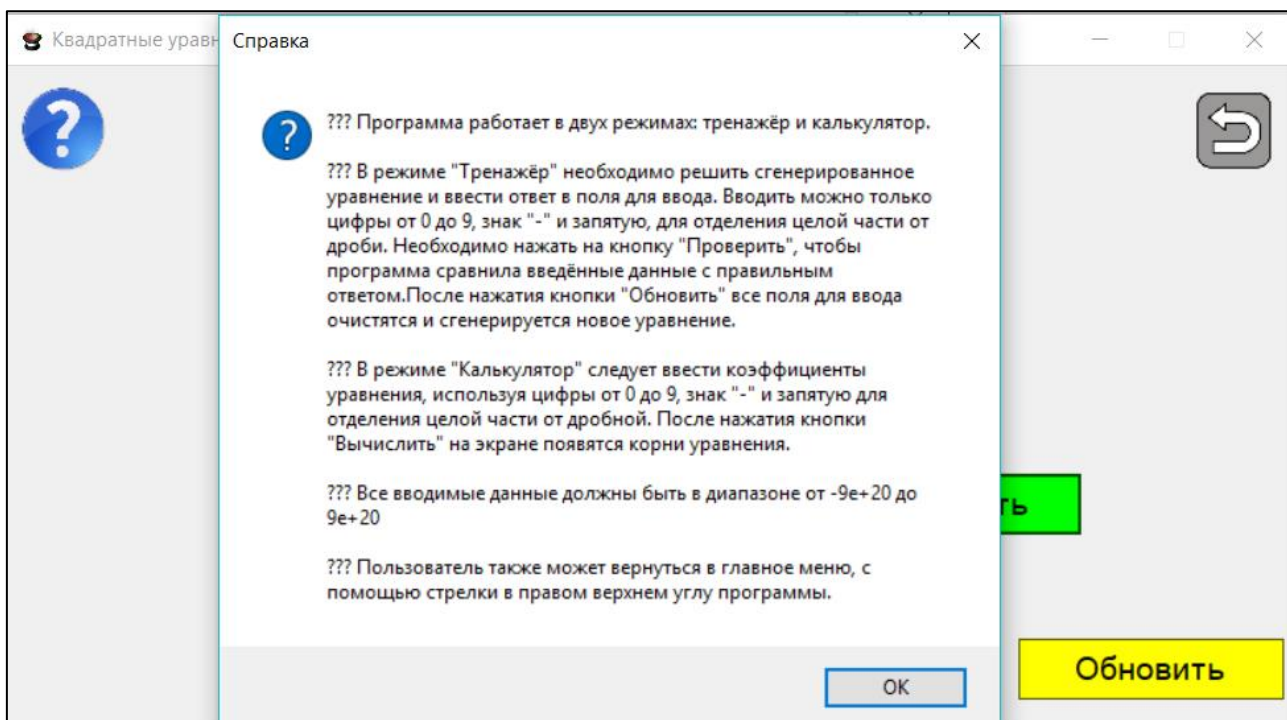 Квадратные уравн
Справка
??? Программа работает в двух режимах: тренажёр и калькулятор.
??? В режиме "Тренажёр" необходимо решить сгенерированное
уравнение и ввести ответ в поля для ввода. Вводить можно только
цифры от 0 до 9, знак "-" и запятую, для отделения целой части от
дроби. Необходимо нажать на кнопку "Проверить", чтобы
программа сравнила введённые данные с правильным
ответом.После нажатия кнопки "Обновить" все поля для ввода
очистятся и сгенерируется новое уравнение.
??? В режиме "Калькулятор" следует ввести коэффициенты
уравнения, используя цифры от 0 до 9, знак "-" и запятую для
отделения целой части от дробной. После нажатия кнопки
"Вычислить" на экране появятся корни уравнения.
??? Все вводимые данные должны быть в диапазоне от -9e+20 до
9e+20
ть
??? Пользователь также может вернуться в главное меню, с
помощью стрелки в правом верхнем углу программы.
OK
Обновить